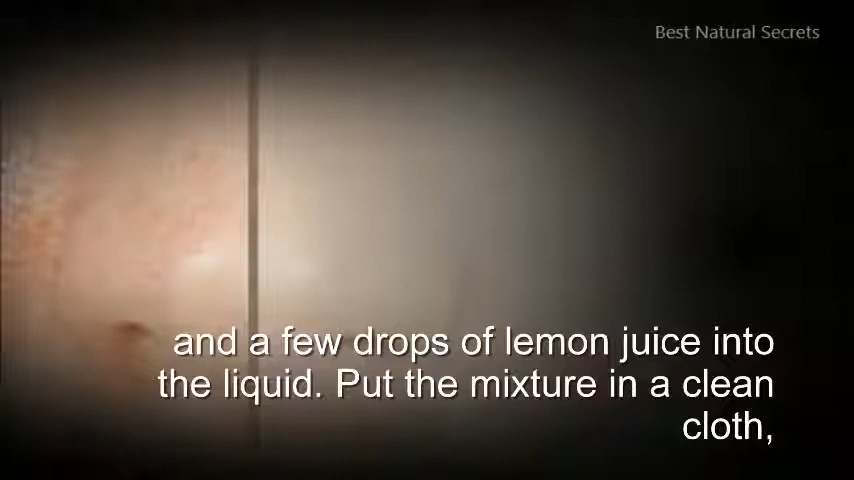 Best Natural Secrets
and a few drops of lemon juice into
the liquid. Put the mixture in a clean
cloth,